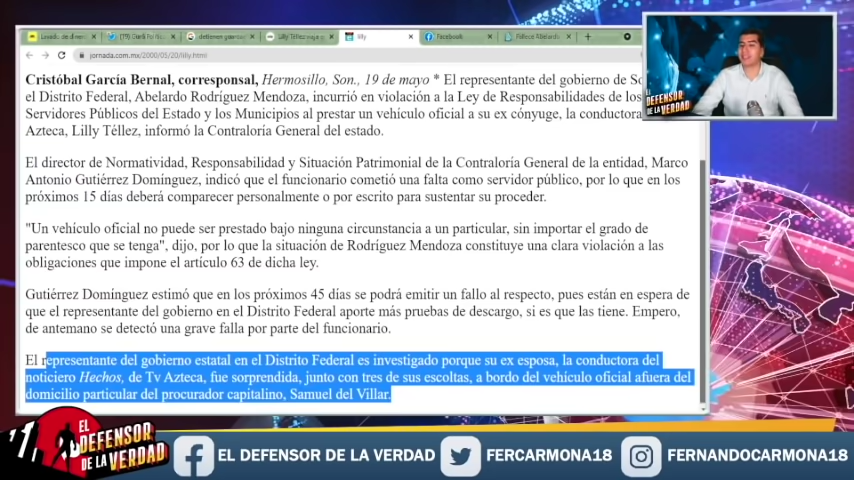 Lavado de diner
detienen
Lilly Téllez viaja
lilly
Facebook
Fallece Abelardo
jornada.com.mx/2000/05/20/lilly.html
Cristóbal García Bernal, corresponsal, Hermosillo, Son., 19 de mayo * El representante del gobierno de So
el Distrito Federal, Abelardo Rodríguez Mendoza, incurrió en violación a la Ley de Responsabilidades de los
Servidores Públicos del Estado y los Municipios al prestar un vehículo oficial a su ex cónyuge, la conductora
Azteca, Lilly Téllez, informó la Contraloría General del estado.
El director de Normatividad, Responsabilidad y Situación Patrimonial de la Contraloría General de la entidad, Marco
Antonio Gutiérrez Domínguez, indicó que el funcionario cometió una falta como servidor público, por lo que en los
próximos 15 días deberá comparecer personalmente o por escrito para sustentar su proceder.
"Un vehículo oficial no puede ser prestado bajo ninguna circunstancia a un particular, sin importar el grado de
parentesco que se tenga", dijo, por lo que la situación de Rodríguez Mendoza constituye una clara violación a las
obligaciones que impone el artículo 63 de dicha ley.
Gutiérrez Domínguez estimó que en los próximos 45 días se podrá emitir un fallo al respecto, pues están en espera de
que el representante del gobierno en el Distrito Federal aporte más pruebas de descargo, si es que las tiene. Empero,
de antemano se detectó una grave falla por parte del funcionario.
El representante del gobierno estatal en el Distrito Federal es investigado porque su ex esposa, la conductora del
noticiero Hechos, de Tv Azteca, fue sorprendida, junto con tres de sus escoltas, a bordo del vehículo oficial afuera del
domicilio particular del procurador capitalino, Samuel del Villar.
EL
DEFENSOR
DE LA VERDAD
EL
DEFENSOR
DE LA VERDAD
EL DEFENSOR DE LA VERDAD
FERCARMONA18
FERNANDOCARMONA18